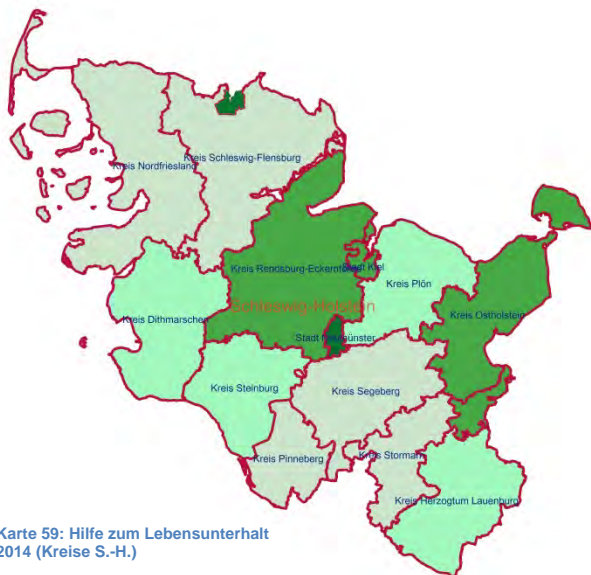 Kreis Schleswig-Flensburg
Kreis Nordfriesland
Kreis Rendsburg-Eckernförde
Stadt Kiel
Kreis Plön
Schleswig-Holstein
Kreis Ostholstein
Kreis Dithmarschen
Stadt Neumünster
Kreis Steinburg
Kreis Segeberg
Kreis Pinneberg
Kreis Stormarn
Kreis Herzogtum Lauenburg
Karte 59: Hilfe zum Lebensunterhalt
2014 (Kreise S.-H.)